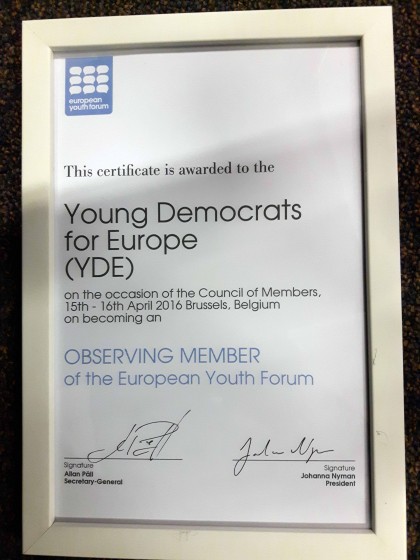 european
youth forum
This certificate is awarded to the
Young Democrats
for Europe
(YDE)
on the occasion of the Council of Members,
15th - 16th April 2016 Brussels, Belgium
on becoming an
OBSERVING MEMBER
of the European Youth Forum
Signature
Allan Päll
Secretary-General
Signature
Johanna Nyman
President